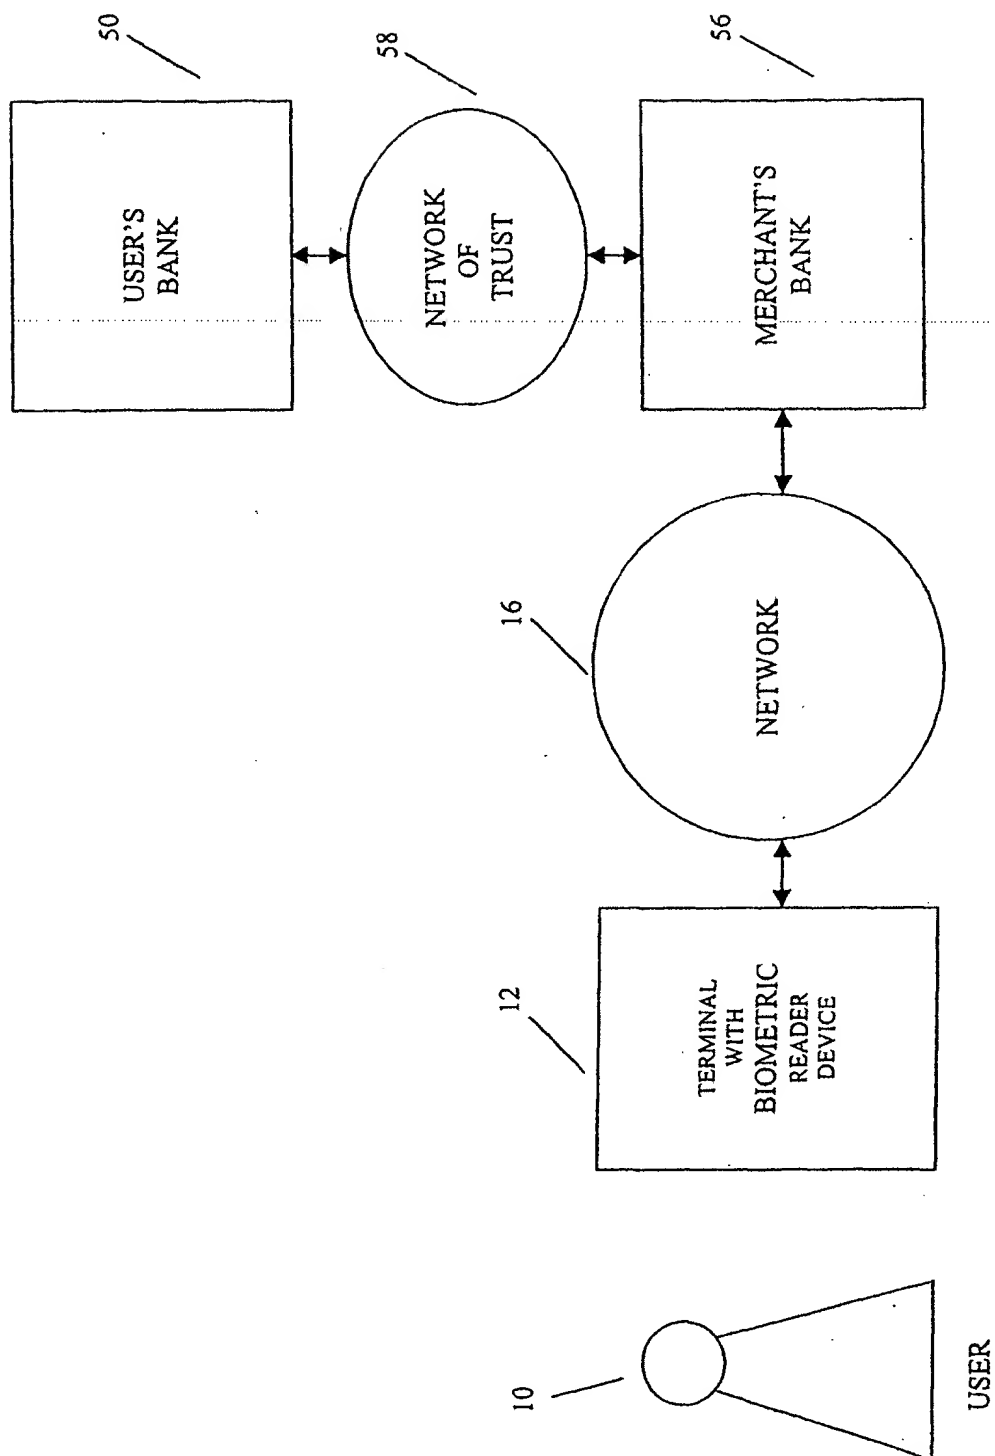 50
USER'S
BANK
58
NETWORK
OF
TRUST
56
MERCHANT'S
BANK
16
NETWORK
12
TERMINAL
WITH
BIOMETRIC
READER
DEVICE
10
USER